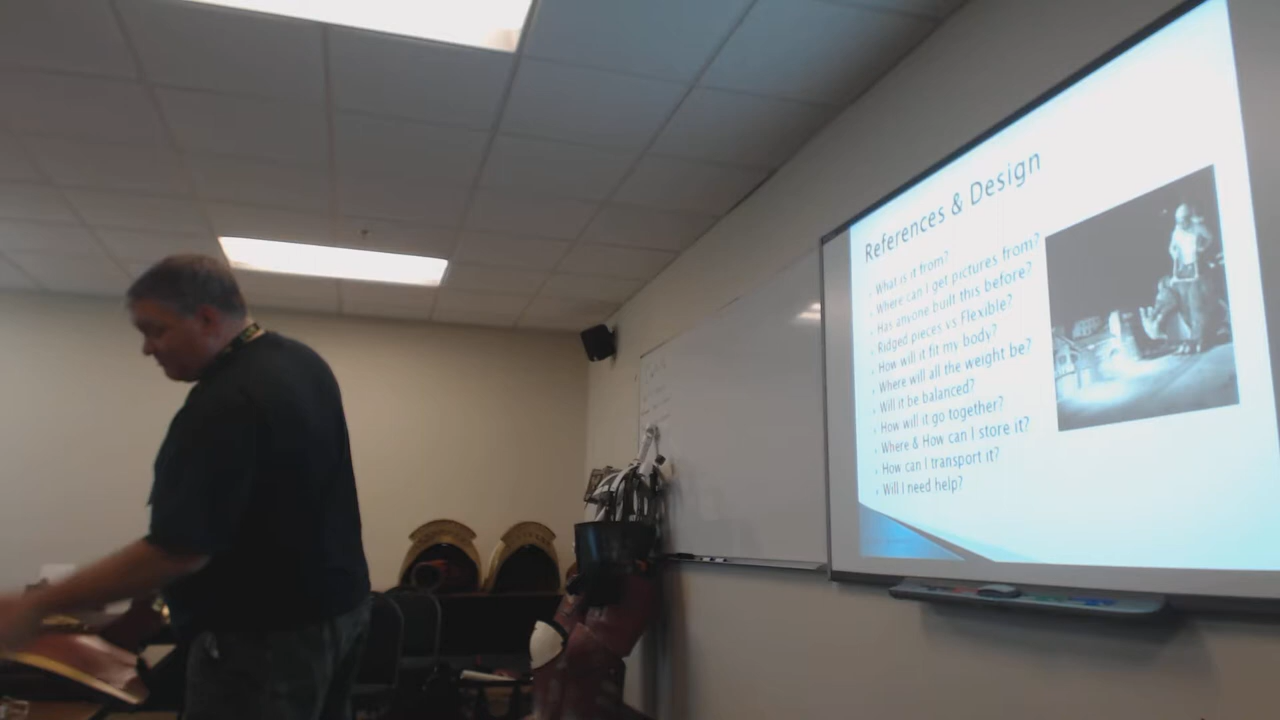 References & Design
What is it from?
Where can I get pictures from?
Has anyone built this before?
Ridged pieces vs Flexible?
How will it fit my body?
Where will all the weight be?
Will it be balanced?
How will it go together?
Where & How can I store it?
How can I transport it?
Will I need help?